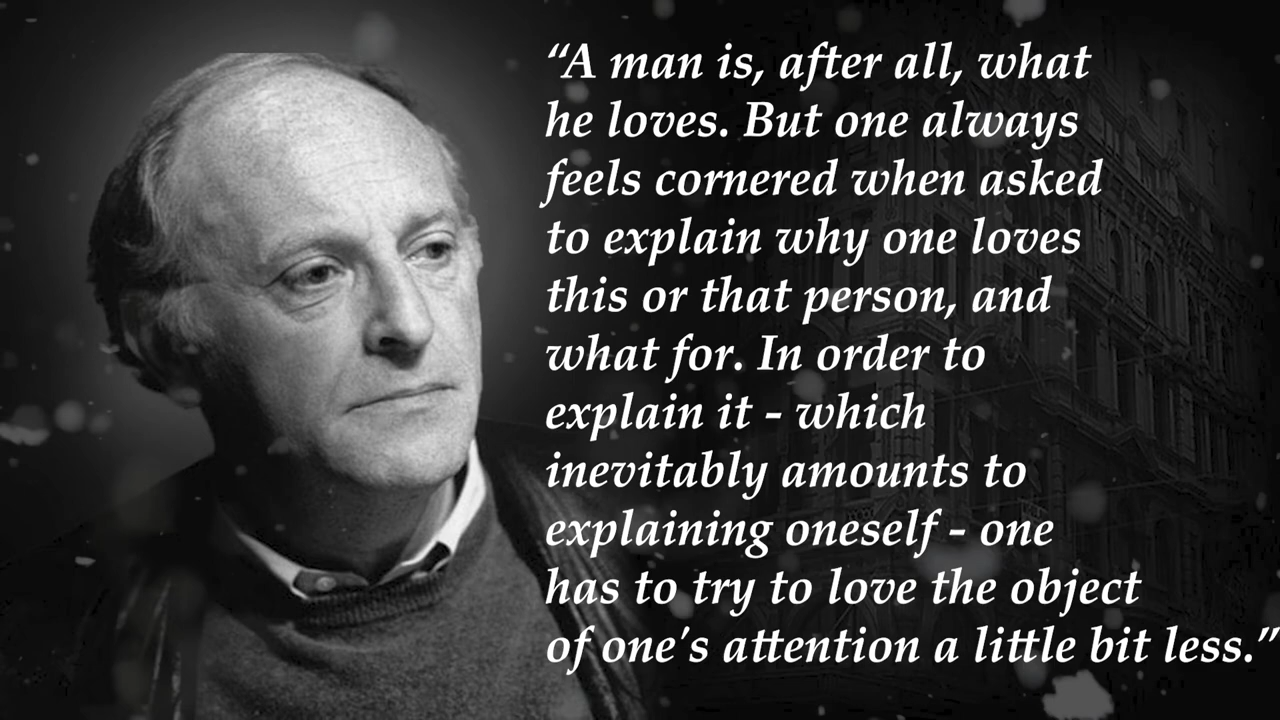 “A man is, after all, what
he loves. But one always
feels cornered when asked
to explain why one loves
this or that person, and
what for. In order to
explain it - which
inevitably amounts to
explaining oneself - one
has to try to love the object
of one's attention a little bit less.”